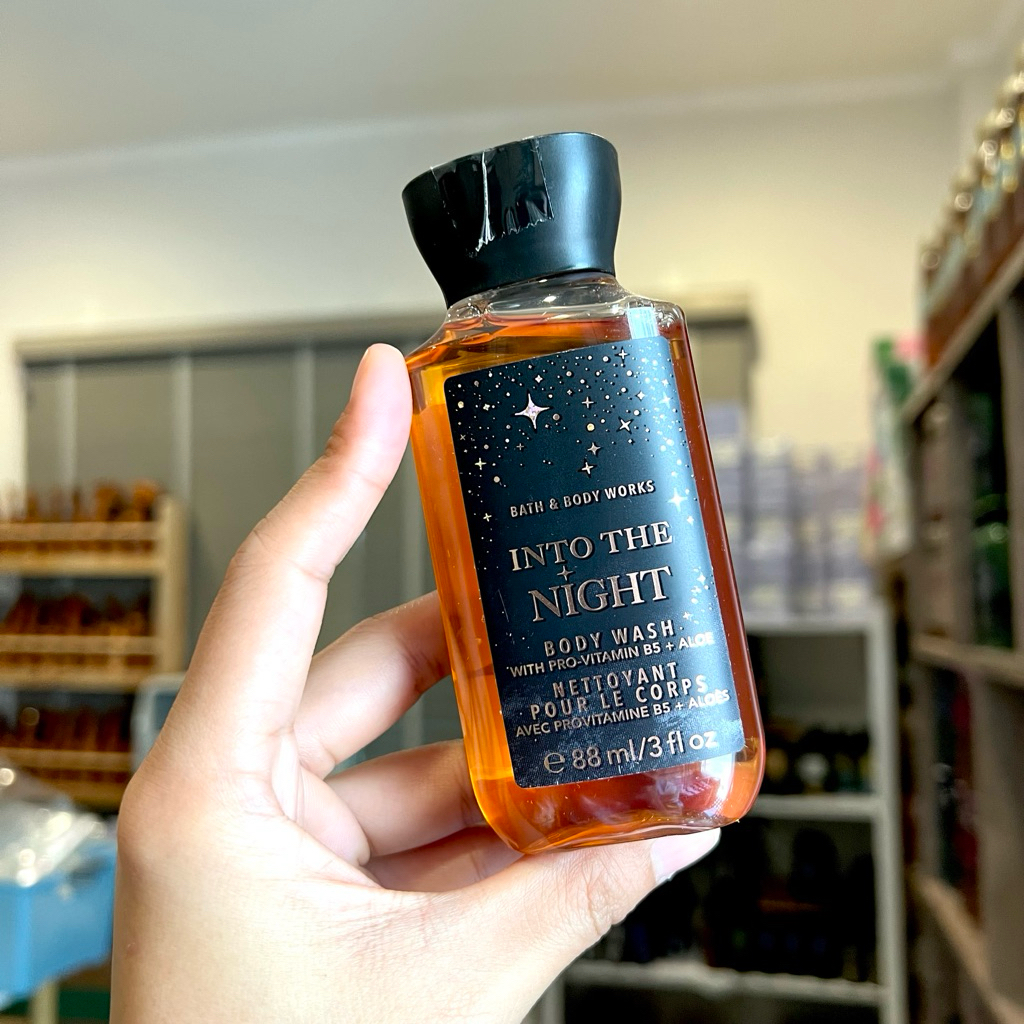 BATH & BODY WORKS
INTO THE
NIGHT
BODY WASH
WITH PRO-VITAMIN B5 + ALOE
NETTOYANT
POUR LE CORPS
AVEC PROVITAMINE B5 + ALOÈS
℮ 88 ml/3 fl oz